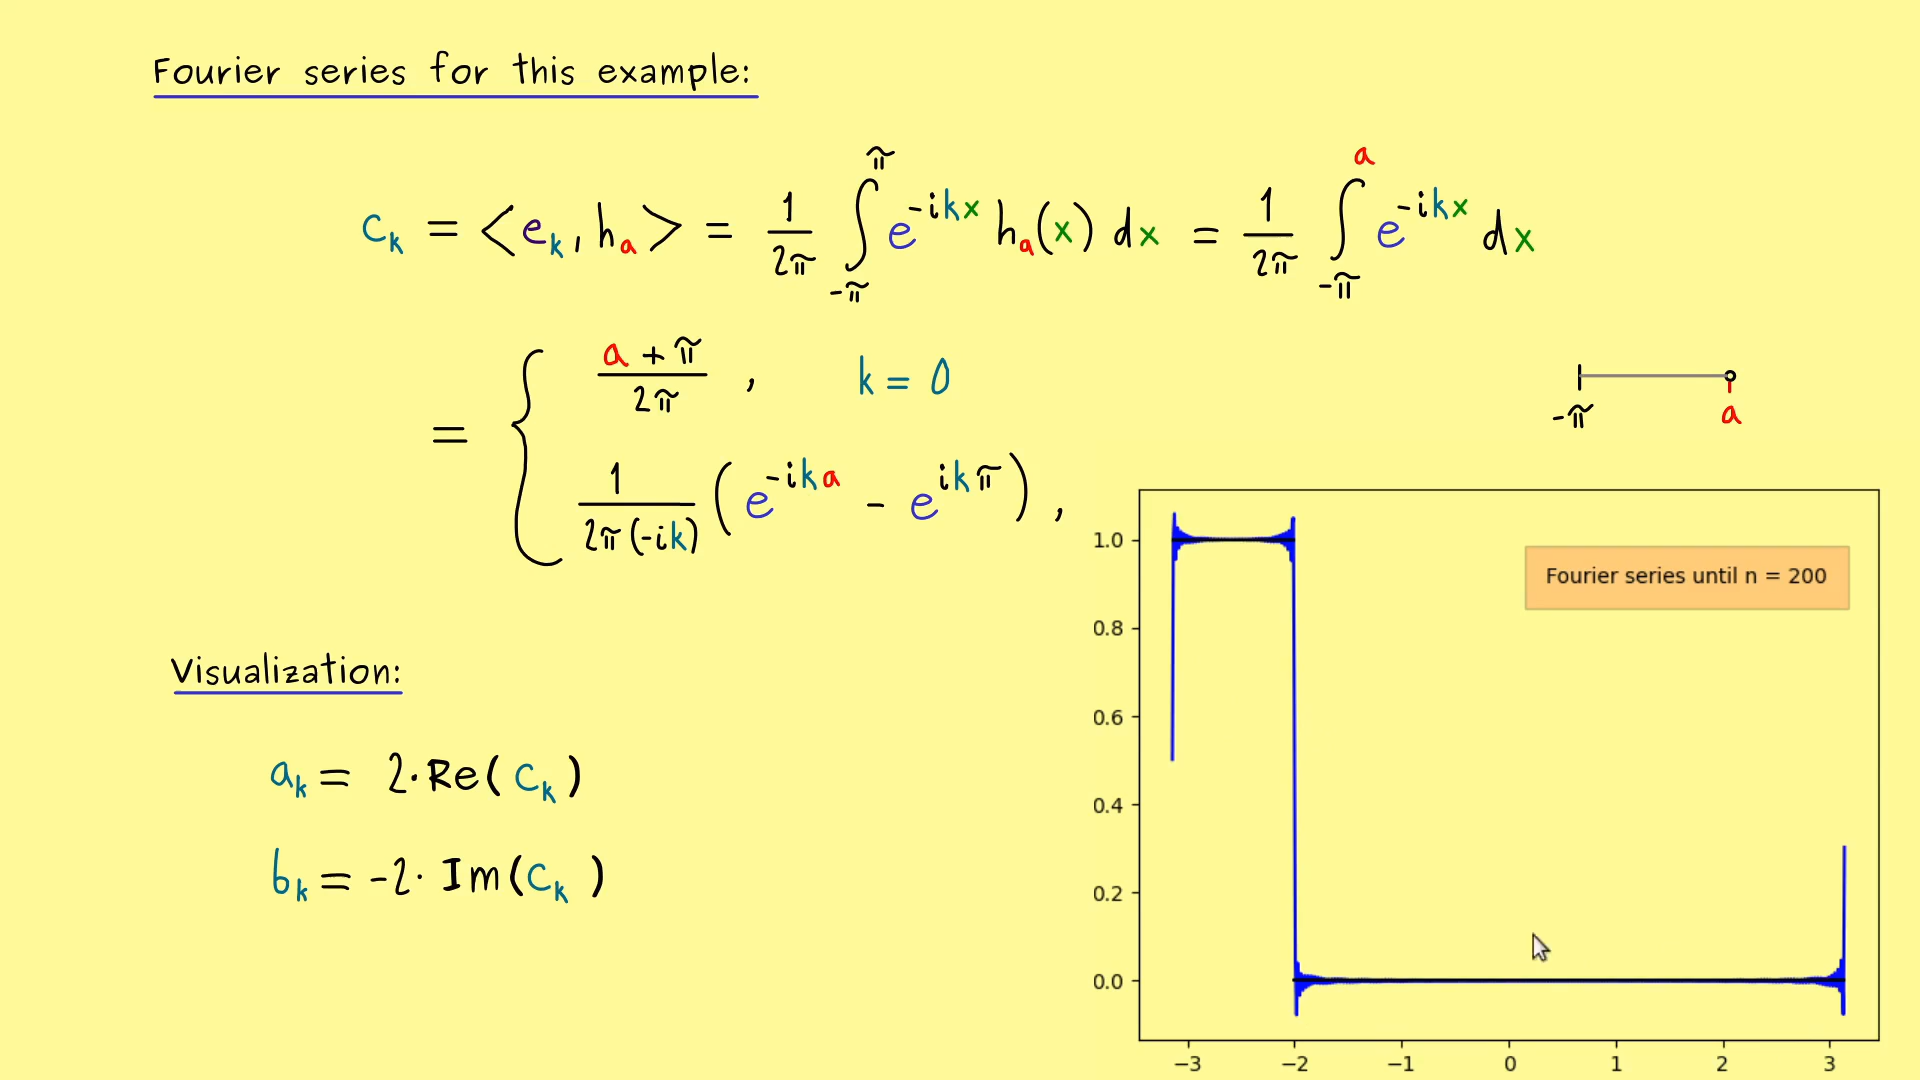 Fourier series for this example:
c_k = <e_k, h_a> = 1/2π ∫_{-π}^{π} e^{-ikx} h_a(x) dx = 1/2π ∫_{-π}^{a} e^{-ikx} dx
= { (a + π)/2π , k = 0
1/(2π(-ik)) (e^{-ika} - e^{ikπ}) ,
-π a
Visualization:
a_k = 2·Re(c_k)
b_k = -2·Im(c_k)
Fourier series until n = 200
1.0
0.8
0.6
0.4
0.2
0.0
−3 −2 −1 0 1 2 3